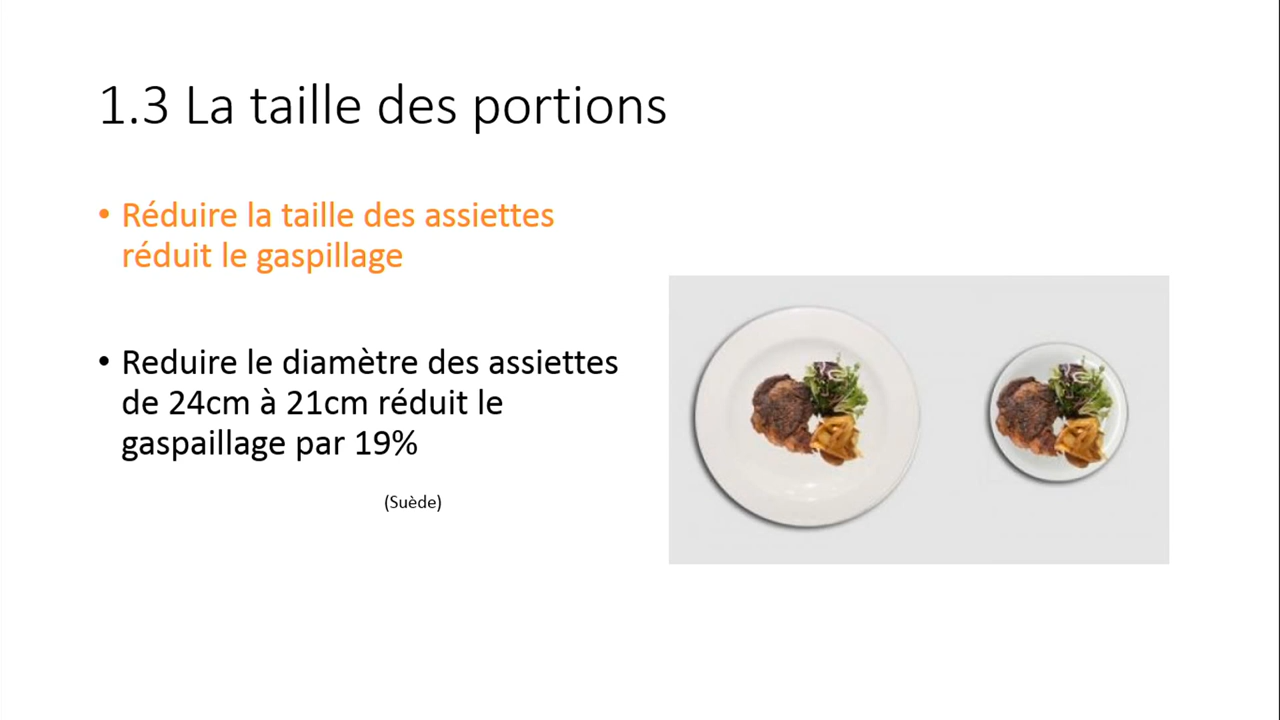 1.3 La taille des portions
• Réduire la taille des assiettes
réduit le gaspillage
• Reduire le diamètre des assiettes
de 24cm à 21cm réduit le
gaspaillage par 19%
(Suède)